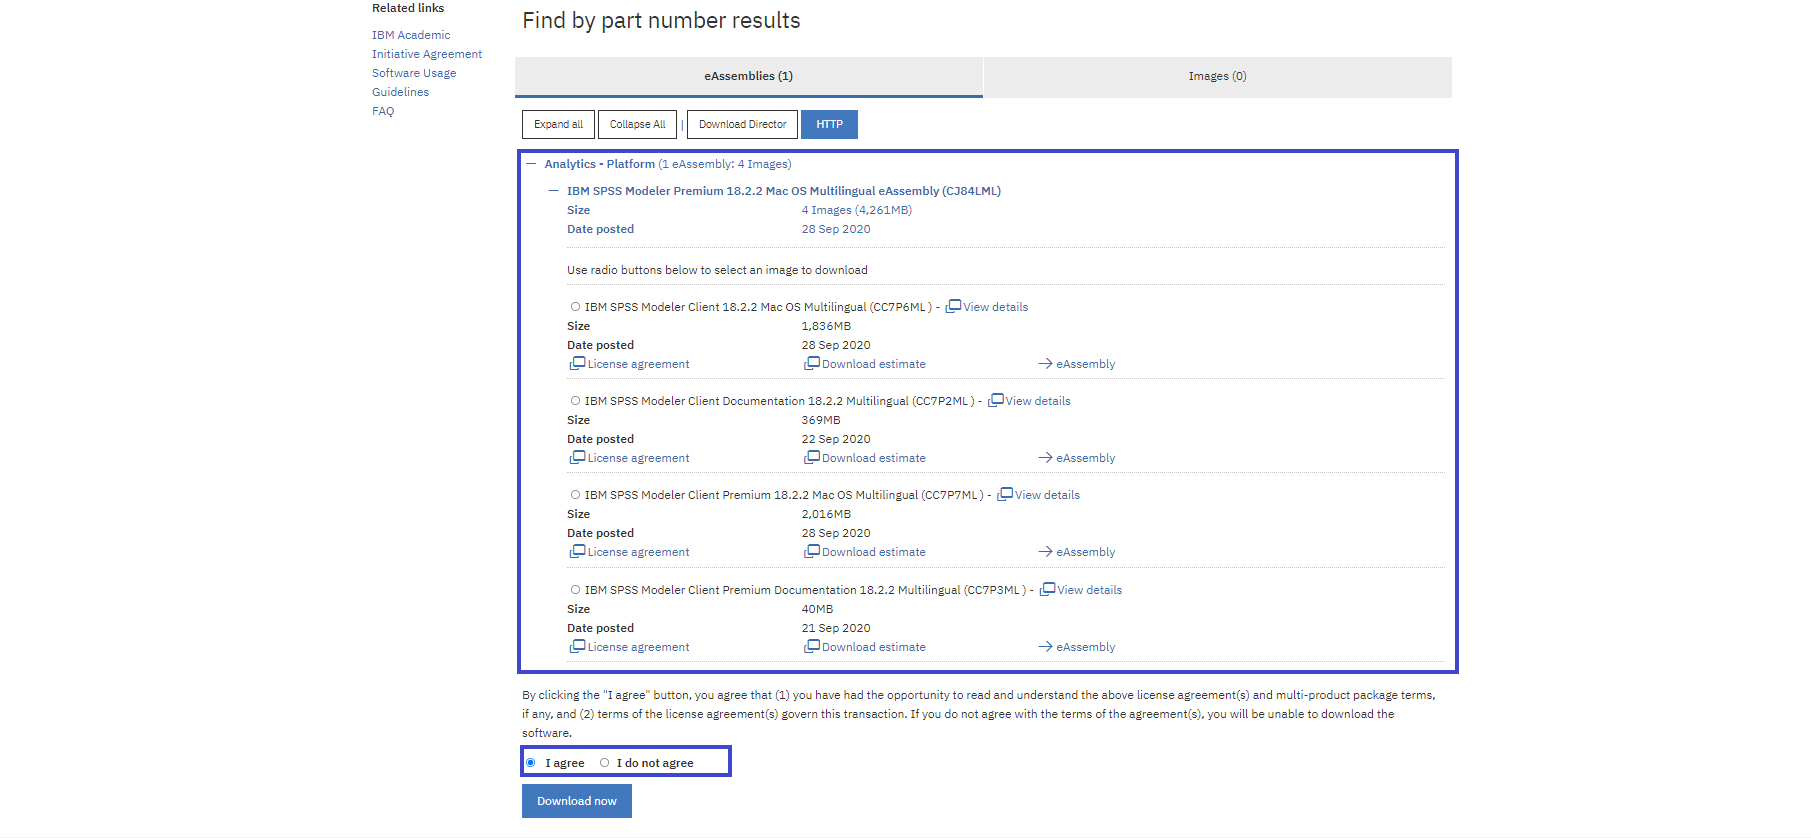 Related links
IBM Academic
Initiative Agreement
Software Usage
Guidelines
FAQ
Find by part number results
eAssemblies (1)
Images (0)
Expand all
Collapse All
|
Download Director
HTTP
Analytics - Platform (1 eAssembly: 4 Images)
IBM SPSS Modeler Premium 18.2.2 Mac OS Multilingual eAssembly (CJ84LML)
Size 4 Images (4,261MB)
Date posted 28 Sep 2020
Use radio buttons below to select an image to download
IBM SPSS Modeler Client 18.2.2 Mac OS Multilingual (CC7P6ML ) - View details
Size 1,836MB
Date posted 28 Sep 2020
License agreement Download estimate eAssembly
IBM SPSS Modeler Client Documentation 18.2.2 Multilingual (CC7P2ML ) - View details
Size 369MB
Date posted 22 Sep 2020
License agreement Download estimate eAssembly
IBM SPSS Modeler Client Premium 18.2.2 Mac OS Multilingual (CC7P7ML ) - View details
Size 2,016MB
Date posted 28 Sep 2020
License agreement Download estimate eAssembly
IBM SPSS Modeler Client Premium Documentation 18.2.2 Multilingual (CC7P3ML ) - View details
Size 40MB
Date posted 21 Sep 2020
License agreement Download estimate eAssembly
By clicking the "I agree" button, you agree that (1) you have had the opportunity to read and understand the above license agreement(s) and multi-product package terms,
if any, and (2) terms of the license agreement(s) govern this transaction. If you do not agree with the terms of the agreement(s), you will be unable to download the
software.
I agree I do not agree
Download now